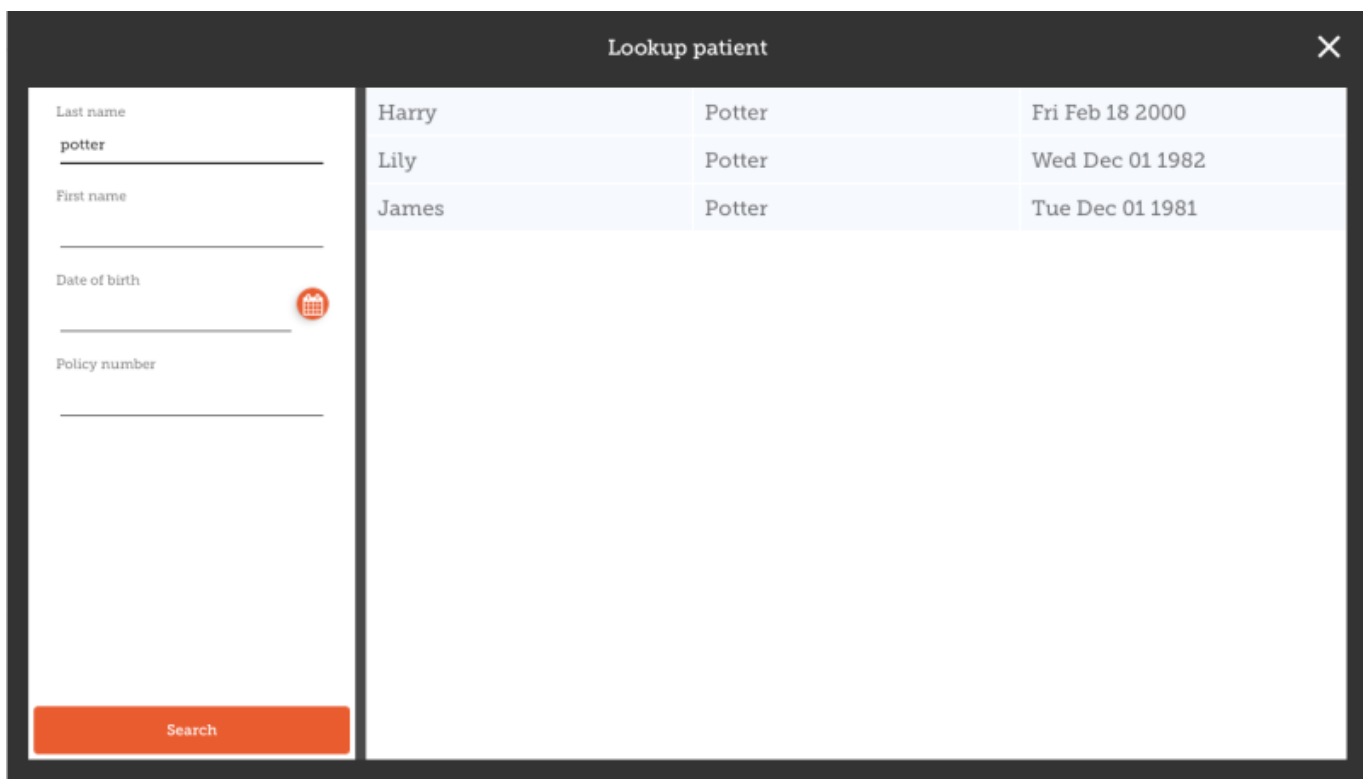 Lookup patient
Last name
potter
First name
Date of birth
Policy number
Search
Harry Potter Fri Feb 18 2000
Lily Potter Wed Dec 01 1982
James Potter Tue Dec 01 1981